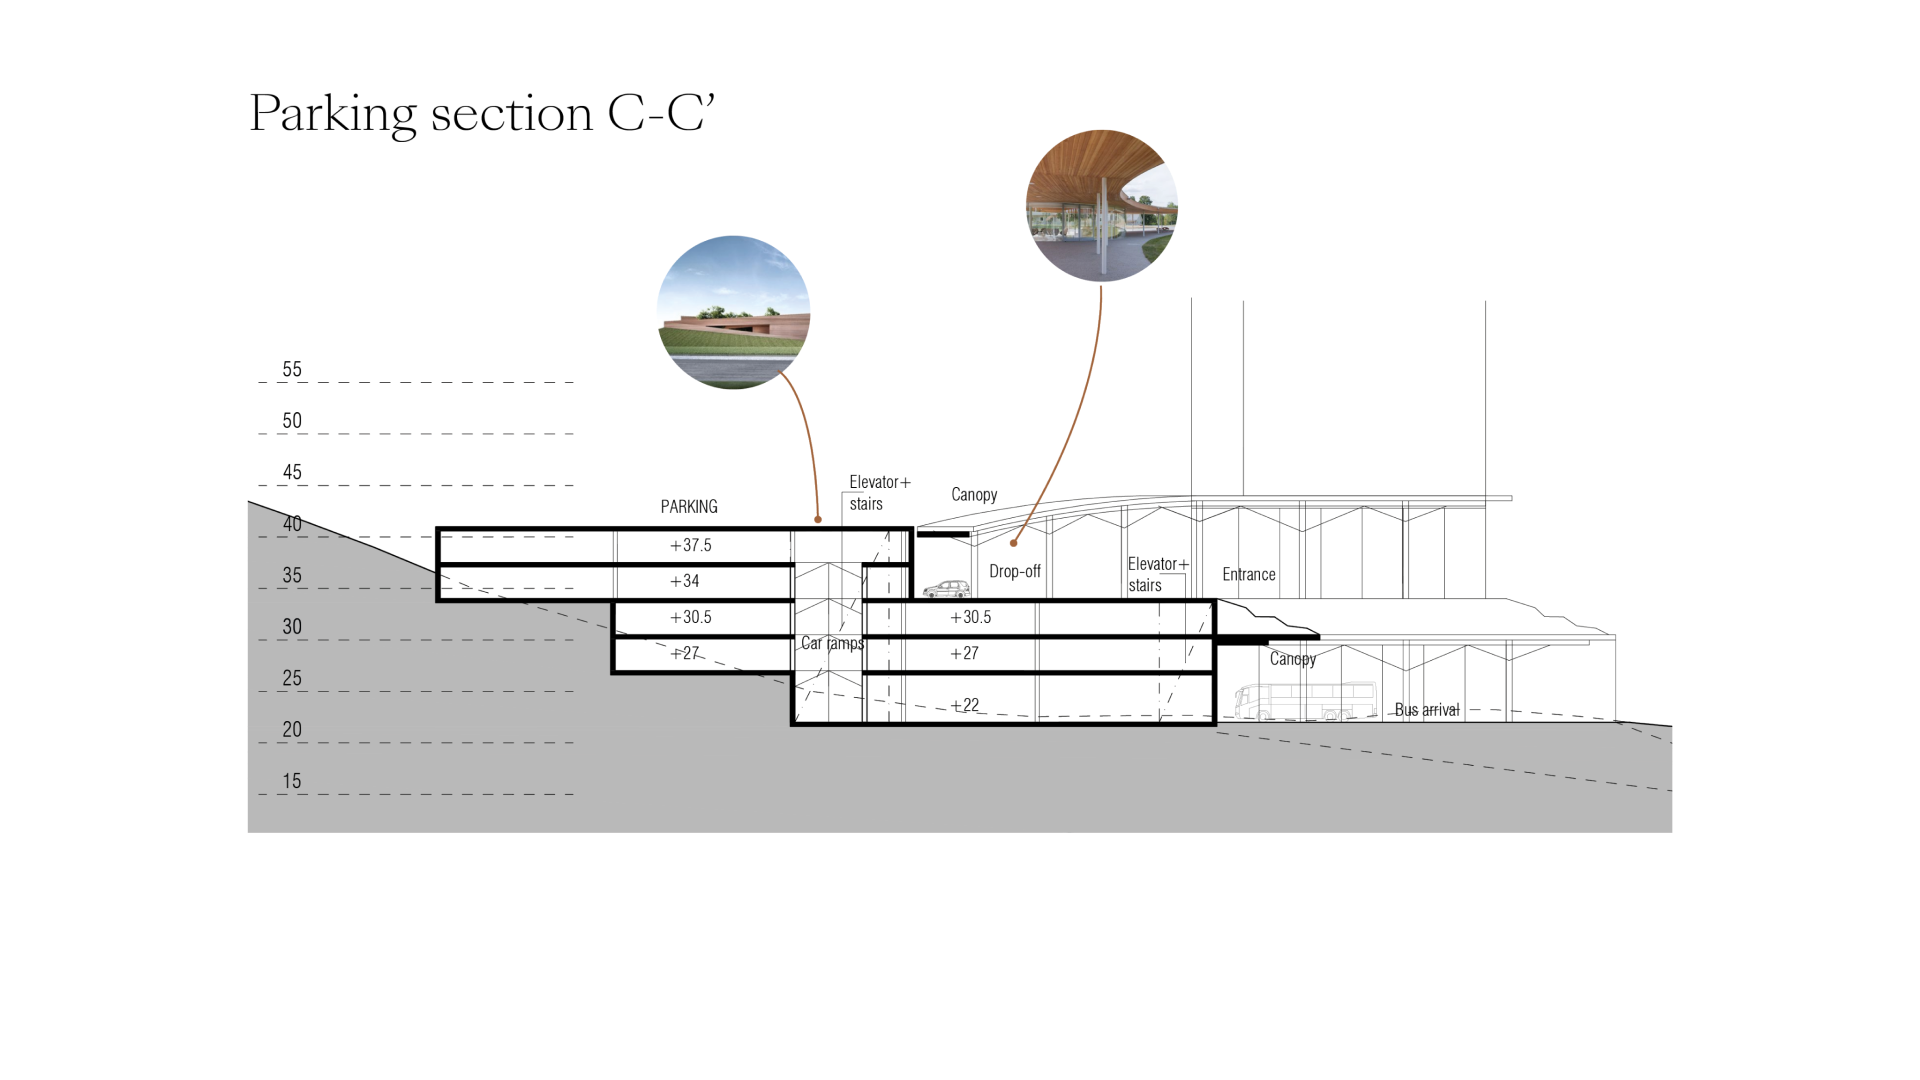 Parking section C-C’
55
50
45
40
35
30
25
20
15
PARKING
Elevator+
stairs
Canopy
+37.5
+34
+30.5
+27
Car ramps
Drop-off
Elevator+
stairs
Entrance
+30.5
+27
+22
Canopy
Bus arrival